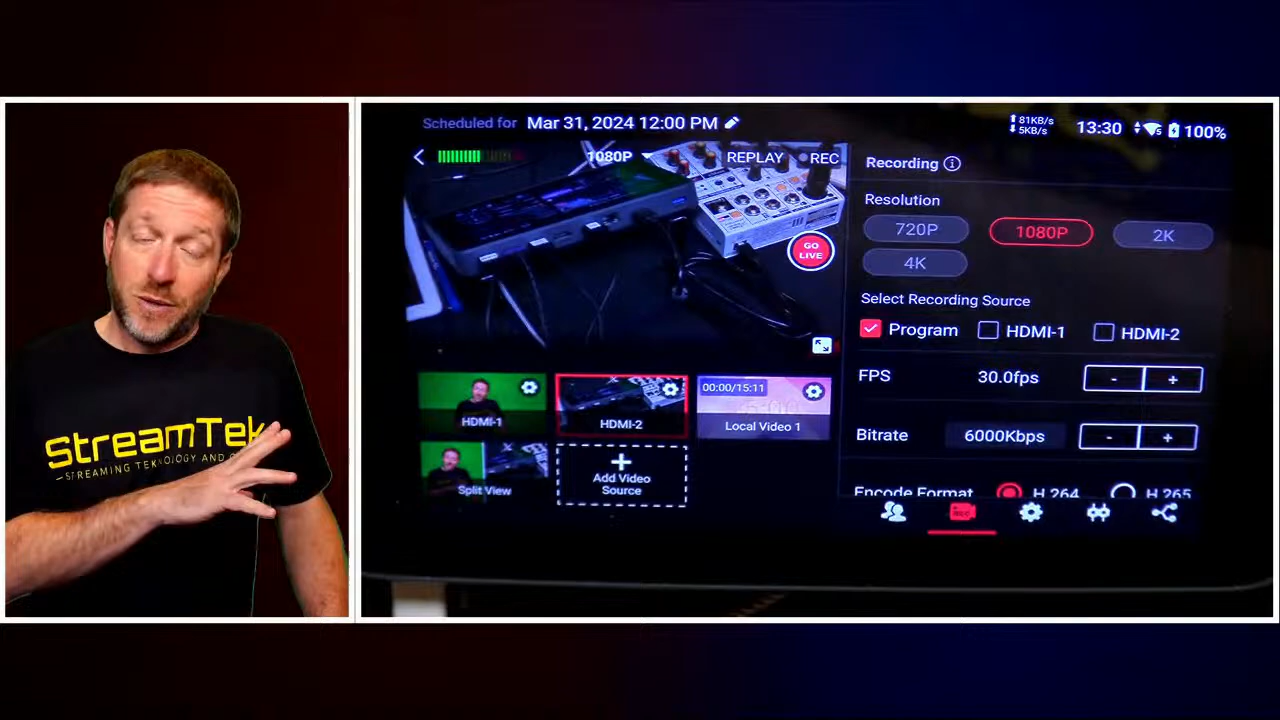 StreamTek
STREAMING TEKNOLOGY AND
Scheduled for Mar 31, 2024 12:00 PM
81KB/s
5KB/s
13:30
100%
1080P
REPLAY
REC
GO
LIVE
HDMI-1
HDMI-2
00:00/15:11
Local Video 1
Split View
+
Add Video
Source
Recording
Resolution
720P
1080P
2K
4K
Select Recording Source
Program
HDMI-1
HDMI-2
FPS
30.0fps
- +
Bitrate
6000Kbps
- +
Encode Format
H.264
H.265